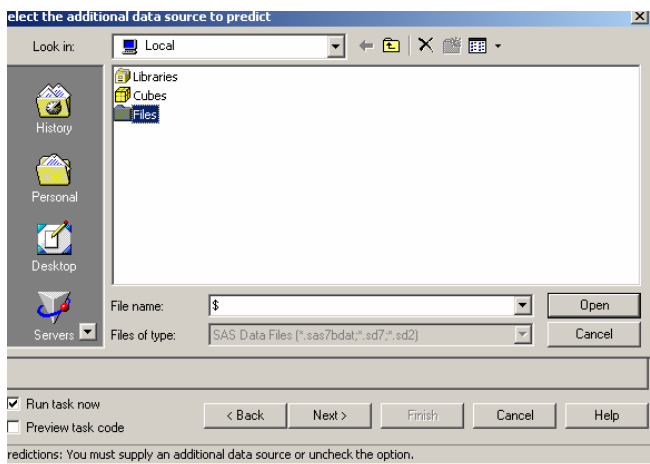 elect the additional data source to predict
Look in: Local
Libraries
Cubes
Files
History
Personal
Desktop
Servers
File name: $ Open
Files of type: SAS Data Files (*.sas7bdat;*.sd7;*.sd2) Cancel
Run task now
Preview task code
< Back Next > Finish Cancel Help
redictions: You must supply an additional data source or uncheck the option.